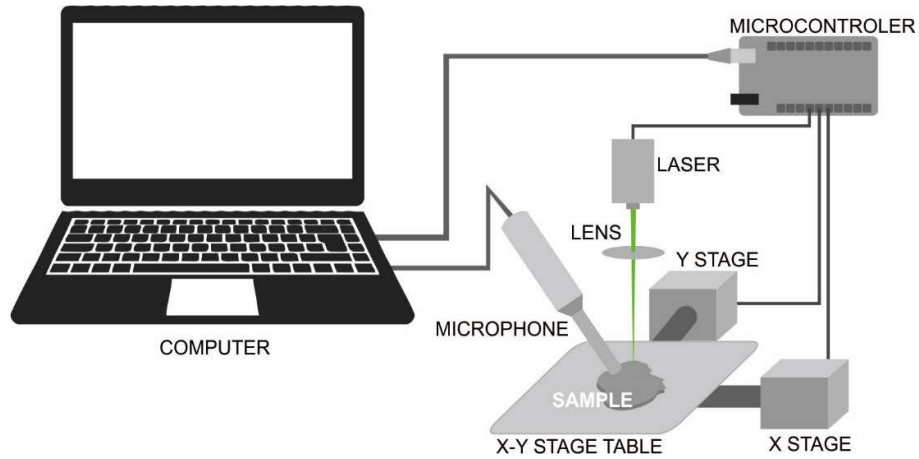 MICROCONTROLER
LASER
LENS
Y STAGE
MICROPHONE
COMPUTER
SAMPLE
X-Y STAGE TABLE
X STAGE